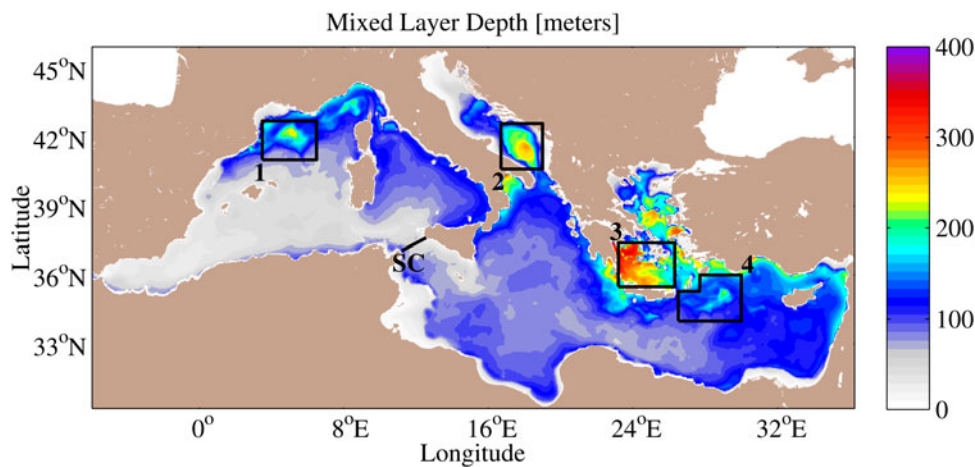 Mixed Layer Depth [meters]
45°N
42°N
39°N
36°N
33°N
Latitude
0°
8°E
16°E
24°E
32°E
Longitude
1
2
3
4
SC
400
300
200
100
0